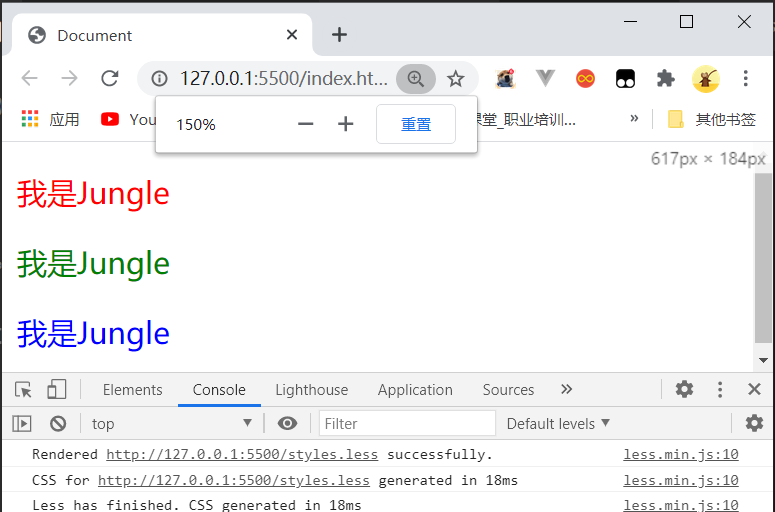 Document
127.0.0.1:5500/index.ht...
应用 You 课堂_职业培训... » 其他书签
150% 重置
617px × 184px
我是Jungle
我是Jungle
我是Jungle
Elements Console Lighthouse Application Sources »
top Filter Default levels
Rendered http://127.0.0.1:5500/styles.less successfully. less.min.js:10
CSS for http://127.0.0.1:5500/styles.less generated in 18ms less.min.js:10
Less has finished. CSS generated in 18ms less.min.js:10